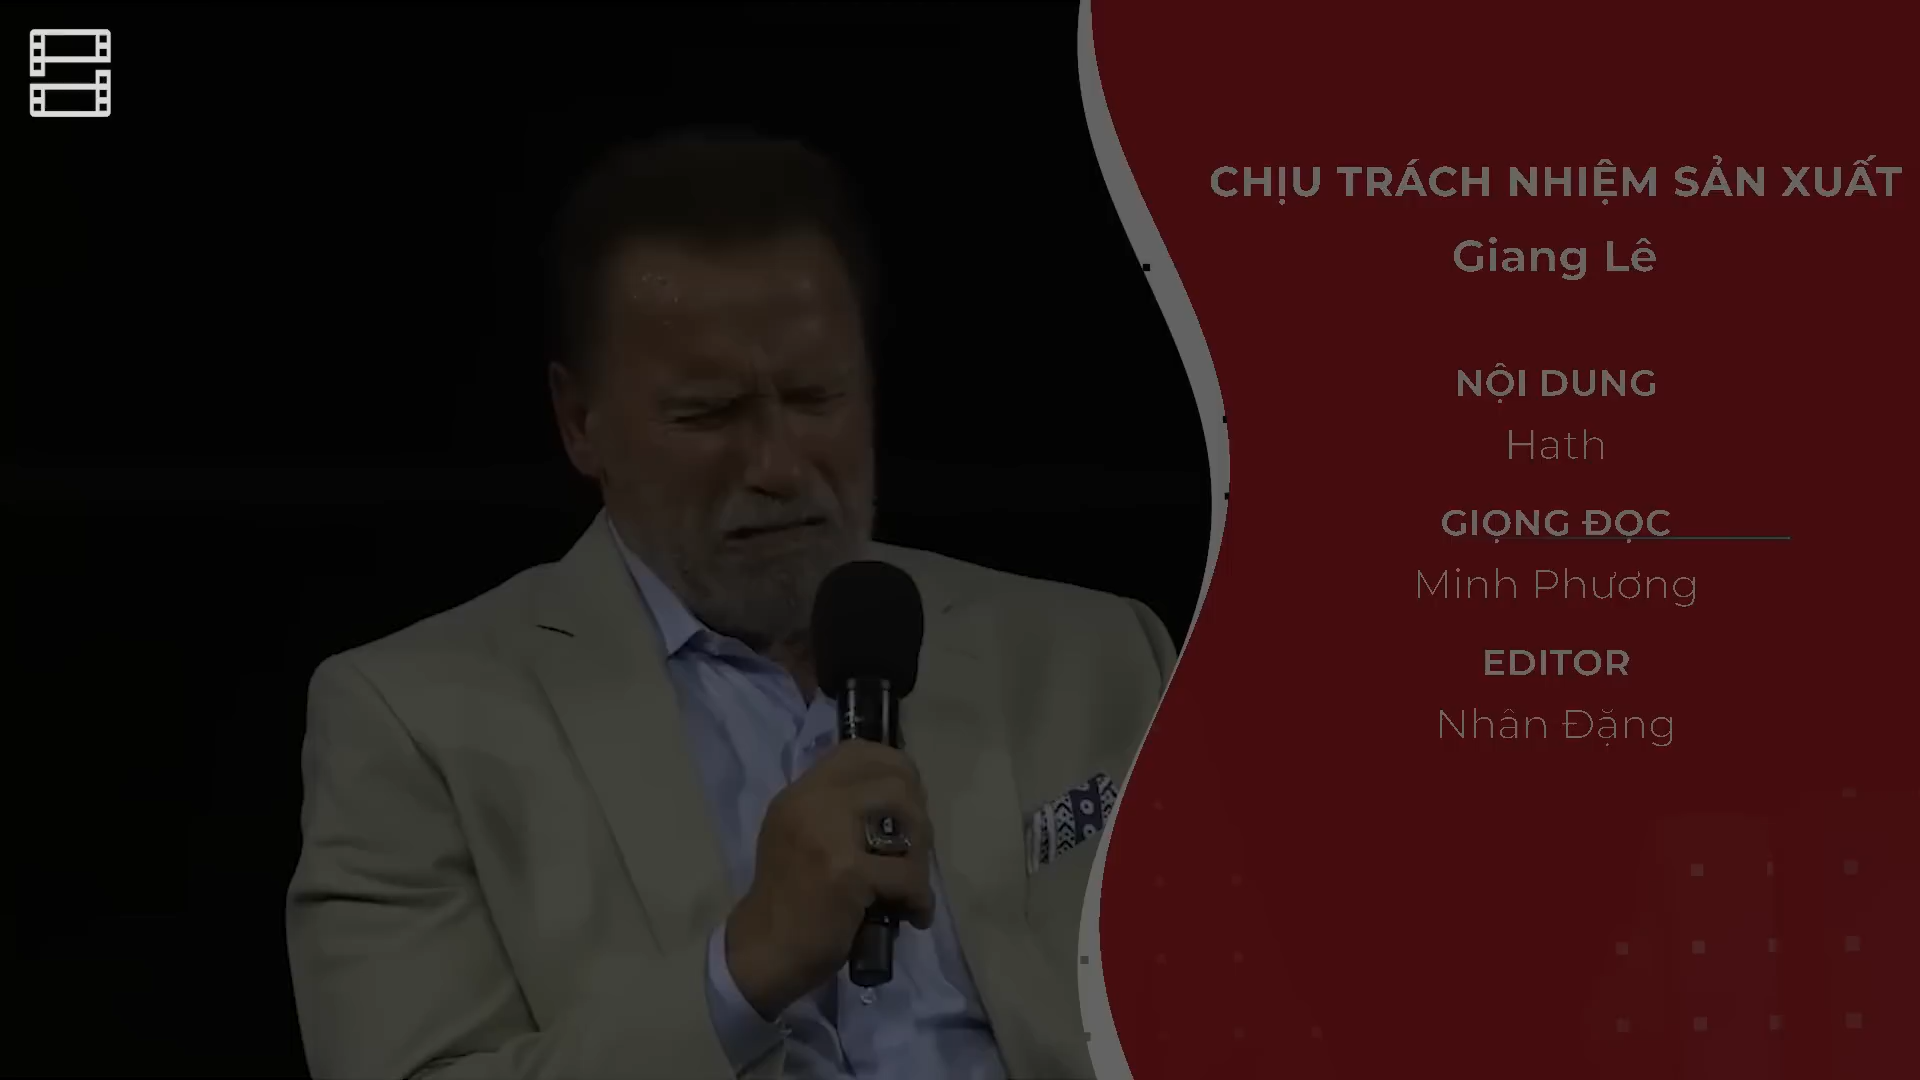 CHỊU TRÁCH NHIỆM SẢN XUẤT
Giang Lê
NỘI DUNG
Hath
GIỌNG ĐỌC
Minh Phương
EDITOR
Nhân Đặng